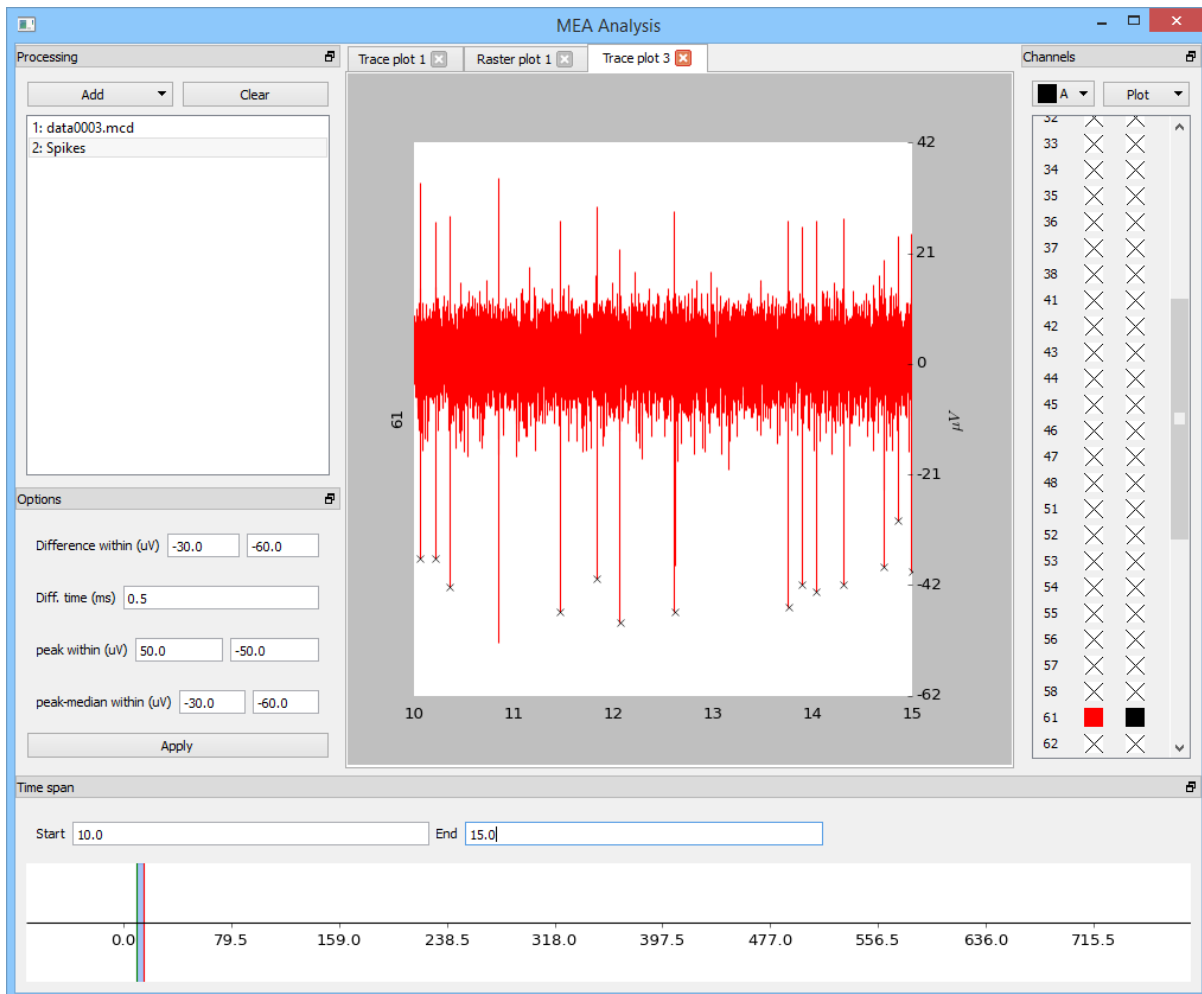 MEA Analysis
Processing
Add
Clear
1: data0003.mcd
2: Spikes
Options
Difference within (uV) -30.0 -60.0
Diff. time (ms) 0.5
peak within (uV) 50.0 -50.0
peak-median within (uV) -30.0 -60.0
Apply
Trace plot 1
Raster plot 1
Trace plot 3
42
21
0
-21
-42
-62
61
μV
10 11 12 13 14 15
Channels
A
Plot
32
33
34
35
36
37
38
41
42
43
44
45
46
47
48
51
52
53
54
55
56
57
58
61
62
Time span
Start 10.0 End 15.0
0.0 79.5 159.0 238.5 318.0 397.5 477.0 556.5 636.0 715.5